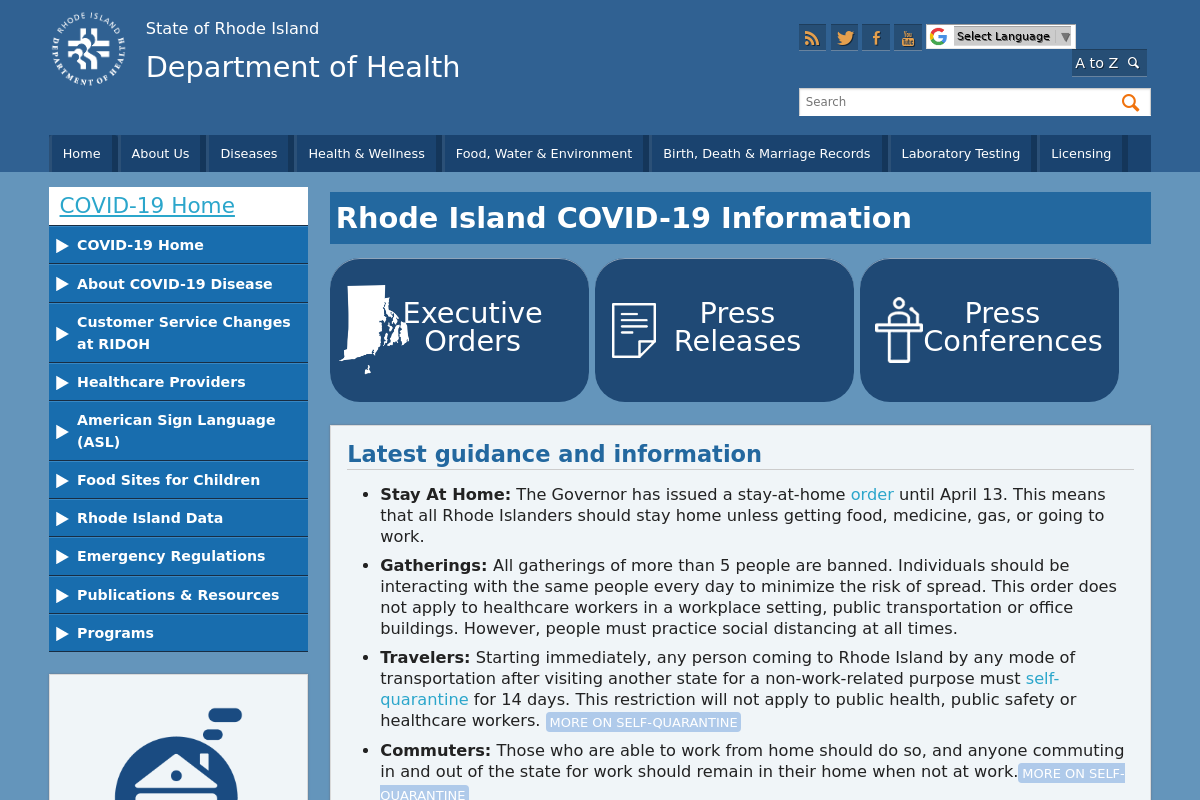 RHODE ISLAND
DEPARTMENT OF HEALTH
State of Rhode Island
Department of Health
You
Tube
Select Language
A to Z
Search
Home
About Us
Diseases
Health & Wellness
Food, Water & Environment
Birth, Death & Marriage Records
Laboratory Testing
Licensing
COVID-19 Home
COVID-19 Home
About COVID-19 Disease
Customer Service Changes
at RIDOH
Healthcare Providers
American Sign Language
(ASL)
Food Sites for Children
Rhode Island Data
Emergency Regulations
Publications & Resources
Programs
Rhode Island COVID-19 Information
Executive
Orders
Press
Releases
Press
Conferences
Latest guidance and information
Stay At Home: The Governor has issued a stay-at-home order until April 13. This means
that all Rhode Islanders should stay home unless getting food, medicine, gas, or going to
work.
Gatherings: All gatherings of more than 5 people are banned. Individuals should be
interacting with the same people every day to minimize the risk of spread. This order does
not apply to healthcare workers in a workplace setting, public transportation or office
buildings. However, people must practice social distancing at all times.
Travelers: Starting immediately, any person coming to Rhode Island by any mode of
transportation after visiting another state for a non-work-related purpose must self-
quarantine for 14 days. This restriction will not apply to public health, public safety or
healthcare workers. MORE ON SELF-QUARANTINE
Commuters: Those who are able to work from home should do so, and anyone commuting
in and out of the state for work should remain in their home when not at work. MORE ON SELF-
QUARANTINE